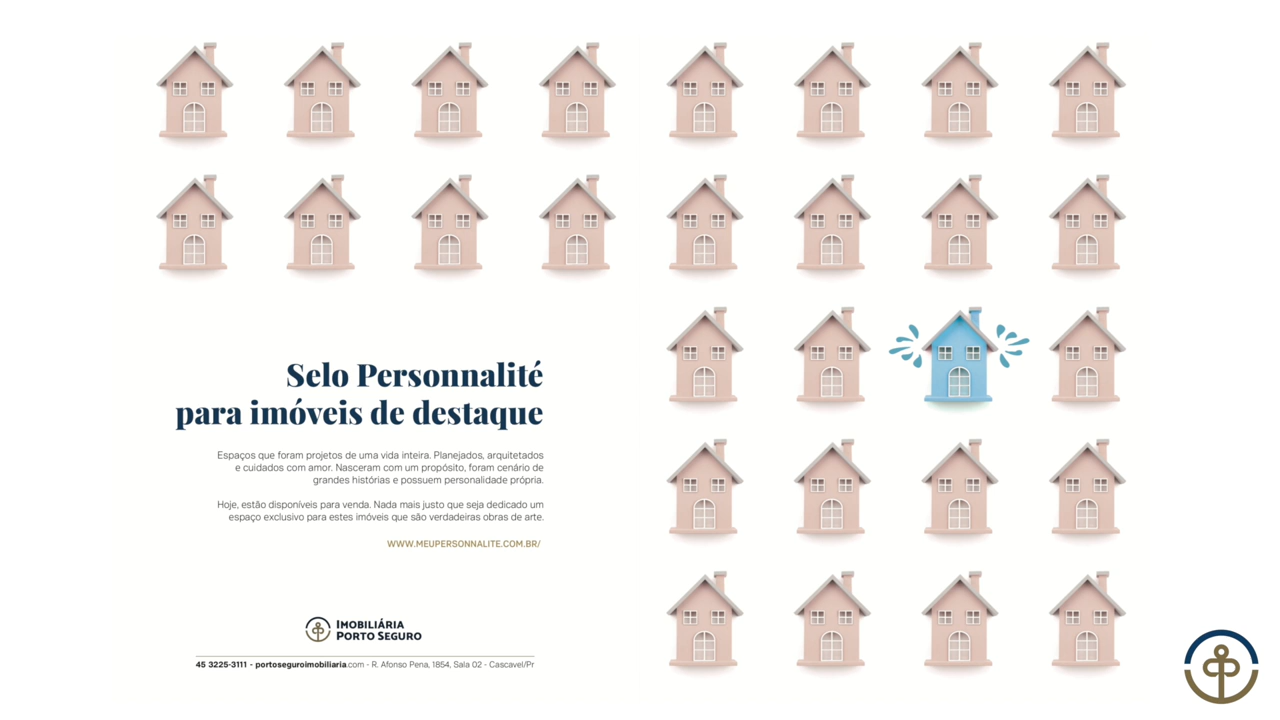 Selo Personnalité
para imóveis de destaque
Espaços que foram projetos de uma vida inteira. Planejados, arquitetados
e cuidados com amor. Nasceram com um propósito, foram cenário de
grandes histórias e possuem personalidade própria.
Hoje, estão disponíveis para venda. Nada mais justo que seja dedicado um
espaço exclusivo para estes imóveis que são verdadeiras obras de arte.
WWW.MEUPERSONNALITE.COM.BR/
IMOBILIÁRIA
PORTO SEGURO
45 3225-3111 - portoseguroimobiliaria.com - R. Afonso Pena, 1854, Sala 02 - Cascavel/Pr